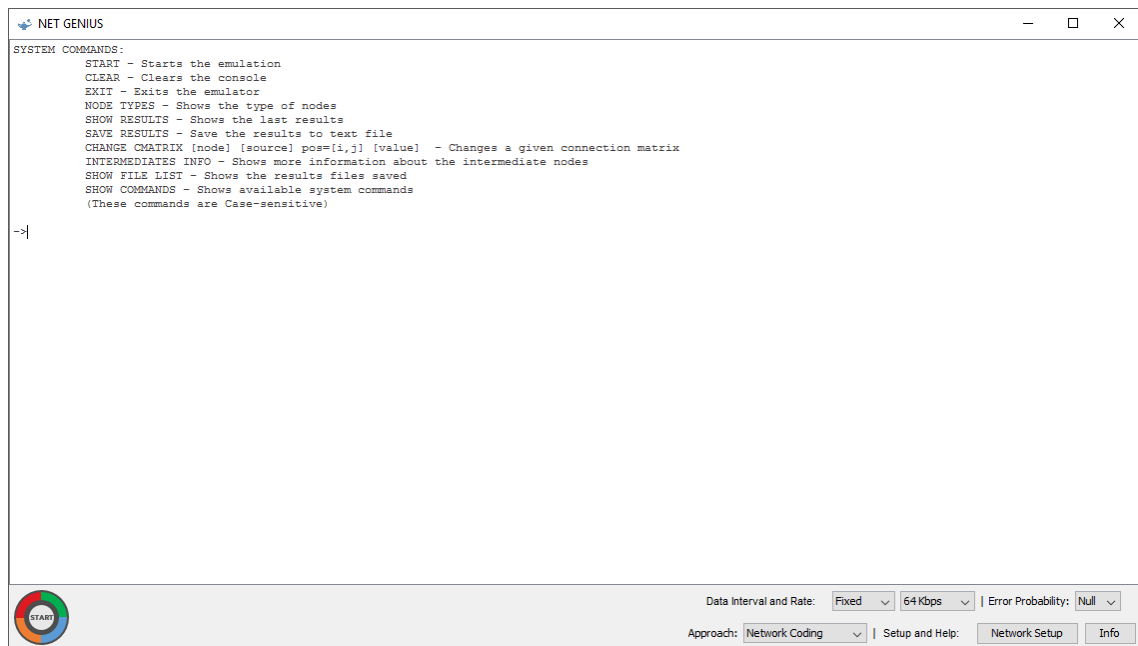 NET GENIUS
SYSTEM COMMANDS:
START - Starts the emulation
CLEAR - Clears the console
EXIT - Exits the emulator
NODE TYPES - Shows the type of nodes
SHOW RESULTS - Shows the last results
SAVE RESULTS - Save the results to text file
CHANGE CMATRIX [node] [source] pos=[i,j] [value]  - Changes a given connection matrix
INTERMEDIATES INFO - Shows more information about the intermediate nodes
SHOW FILE LIST - Shows the results files saved
SHOW COMMANDS - Shows available system commands
(These commands are Case-sensitive)
->
START
Data Interval and Rate: Fixed 64 Kbps | Error Probability: Null
Approach: Network Coding | Setup and Help: Network Setup Info